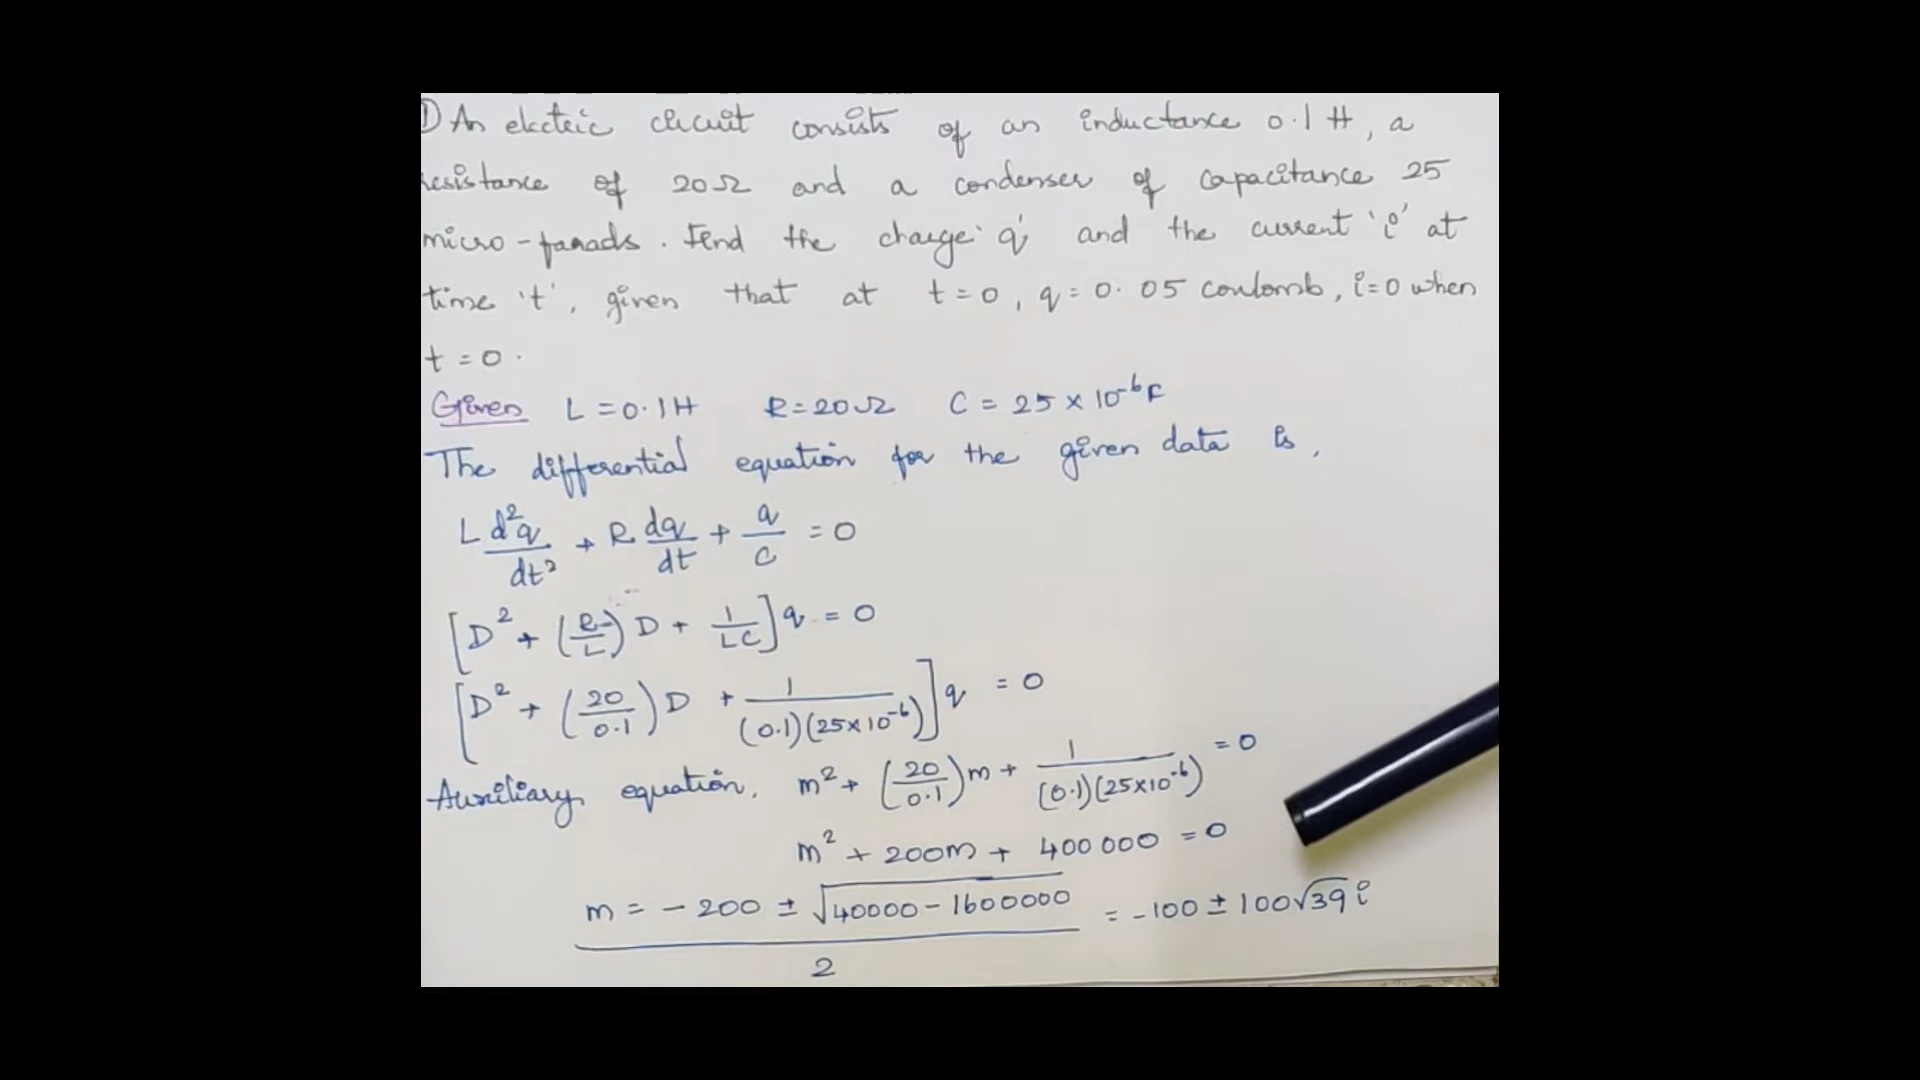 ① An electric circuit consists of an inductance 0.1 H, a
resistance of 20Ω and a condenser of capacitance 25
micro-farads. Find the charge 'q' and the current 'i' at
time 't', given that at t=0, q=0.05 coulomb, i=0 when
t=0.
Given L=0.1H R=20Ω C=25×10⁻⁶F
The differential equation for the given data is,
L d²q/dt² + R dq/dt + q/C = 0
[D² + (R/L)D + 1/LC]q = 0
[D² + (20/0.1)D + 1/(0.1)(25×10⁻⁶)]q = 0
Auxiliary equation, m² + (20/0.1)m + 1/(0.1)(25×10⁻⁶) = 0
m² + 200m + 400000 = 0
m = -200 ± √40000-1600000 / 2 = -100 ± 100√39 i